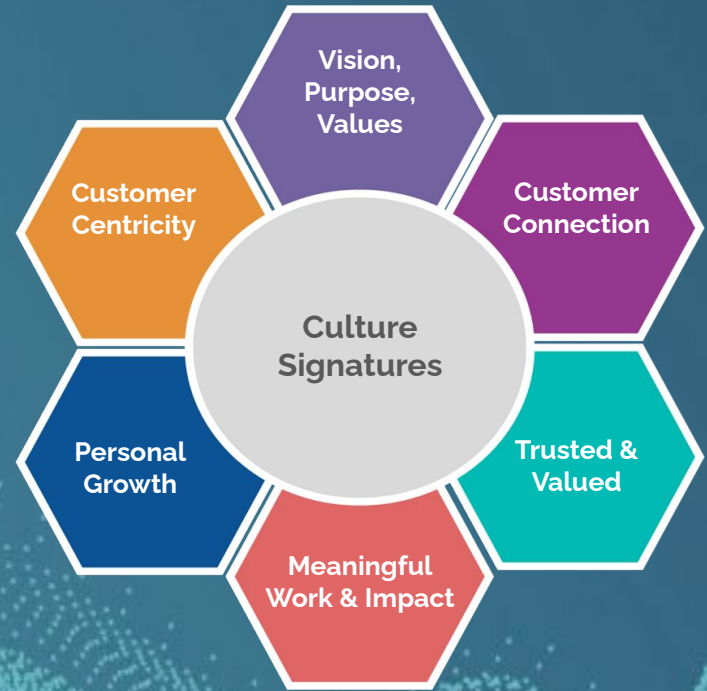 Vision,
Purpose,
Values
Customer
Connection
Trusted &
Valued
Meaningful
Work & Impact
Personal
Growth
Customer
Centricity
Culture
Signatures